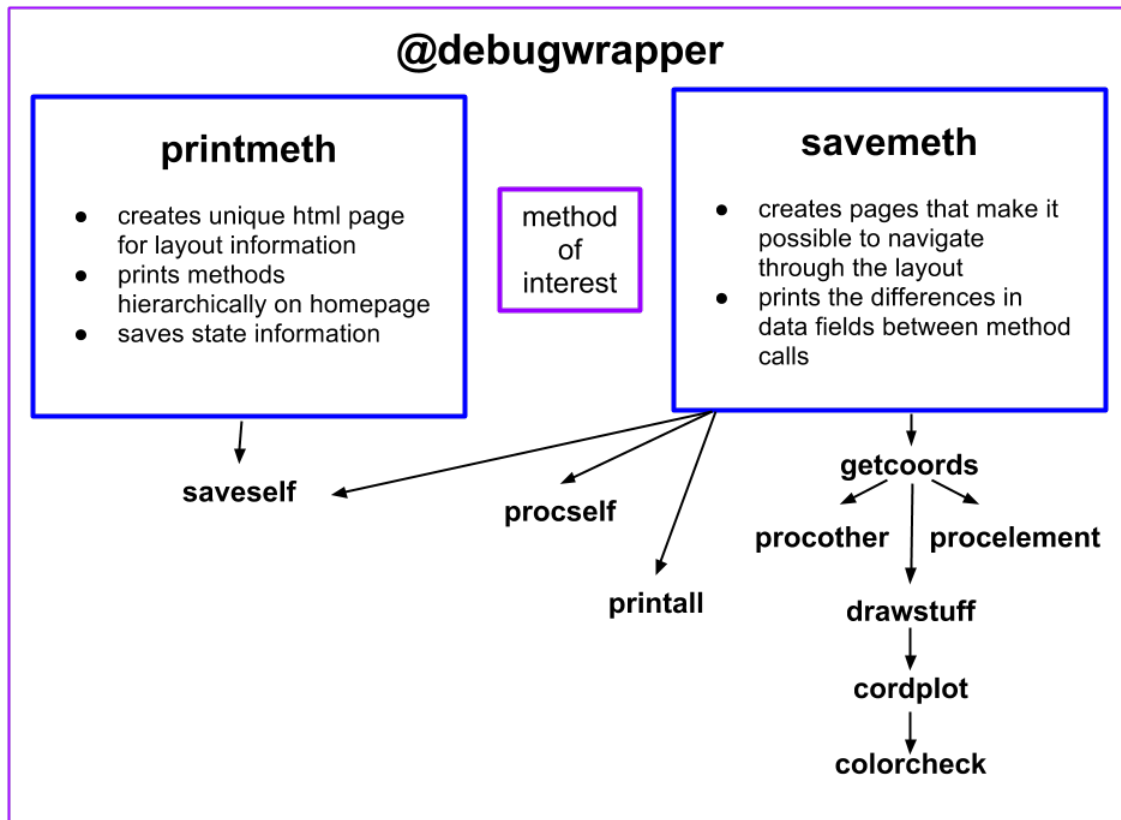 @debugwrapper
printmeth
● creates unique html page
for layout information
● prints methods
hierarchically on homepage
● saves state information
method
of
interest
savemeth
● creates pages that make it
possible to navigate
through the layout
● prints the differences in
data fields between method
calls
saveself
procself
printall
getcoords
procother
procelement
drawstuff
cordplot
colorcheck